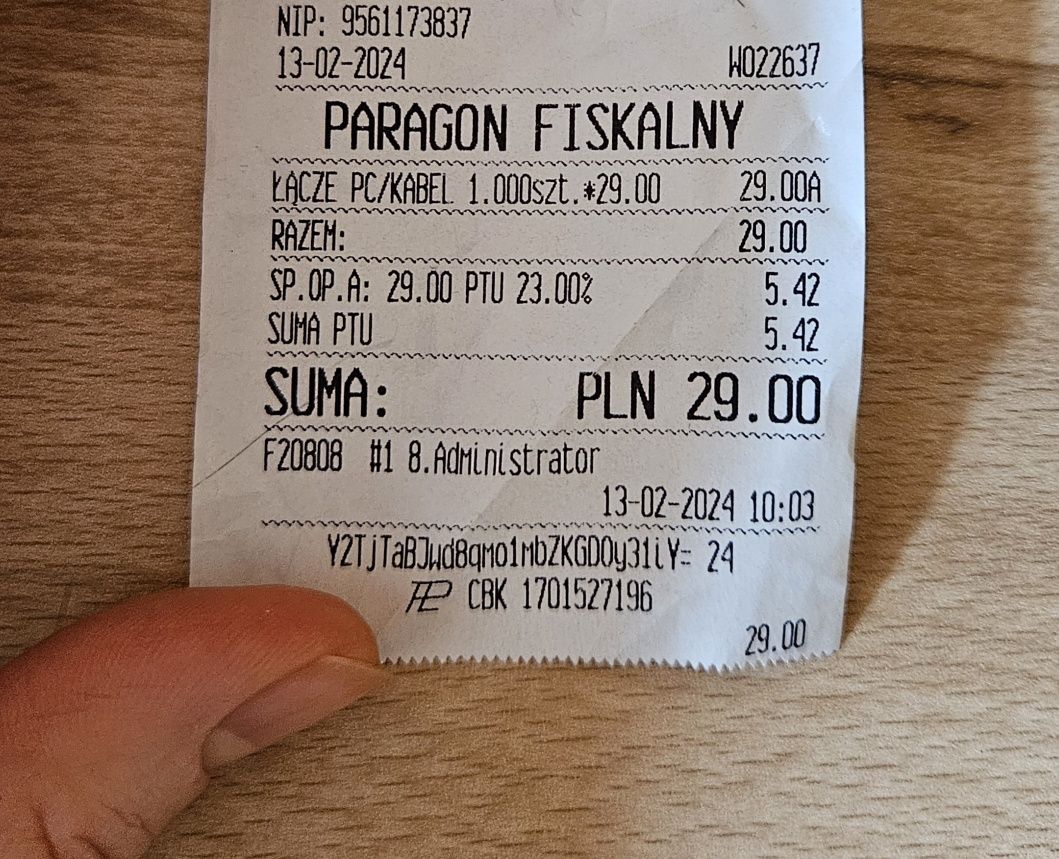 NIP: 9561173837
13-02-2024 W022637
PARAGON FISKALNY
ŁĄCZE PC/KABEL 1.000szt.*29.00 29.00A
RAZEM: 29.00
SP.OP.A: 29.00 PTU 23.00% 5.42
SUMA PTU 5.42
SUMA: PLN 29.00
F20808 #1 8.Administrator
13-02-2024 10:03
Y2TjTaBJwd8qmo1mbZKGDOy31iY= 24
CBK 1701527196
29.00